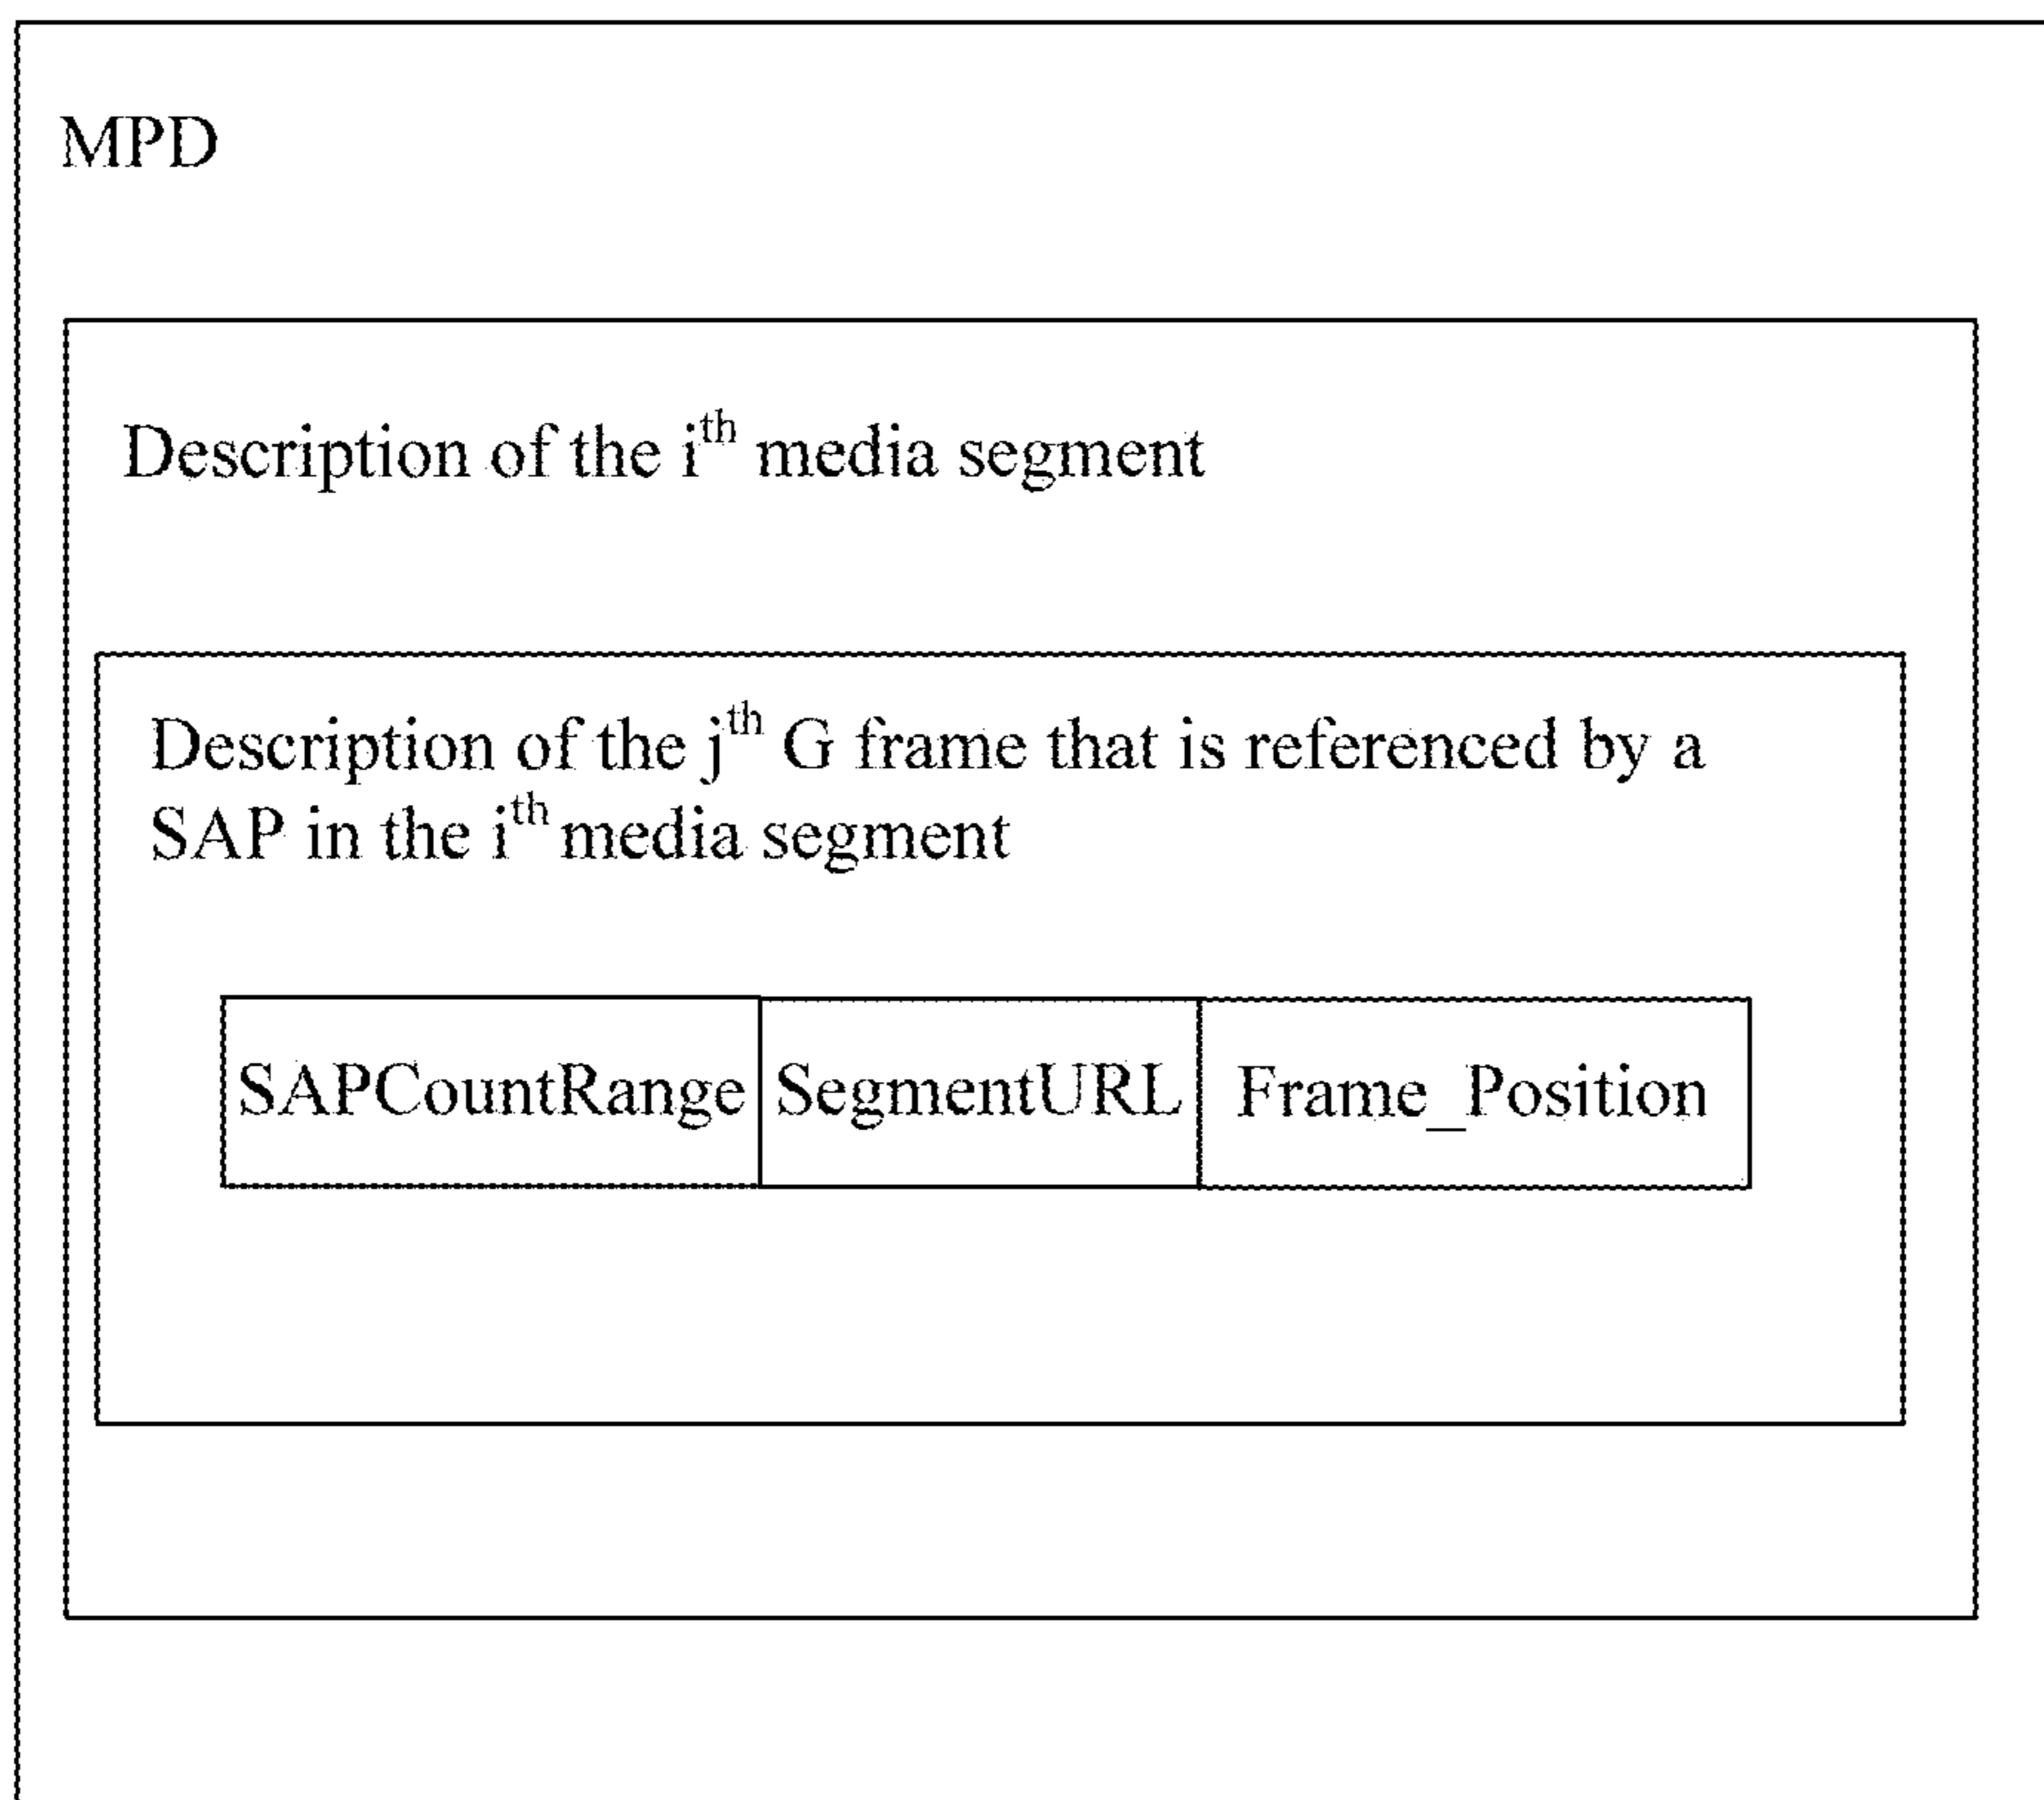 MPD
Description of the iᵗʰ media segment
Description of the jᵗʰ G frame that is referenced by a
SAP in the iᵗʰ media segment
SAPCountRange SegmentURL Frame_Position